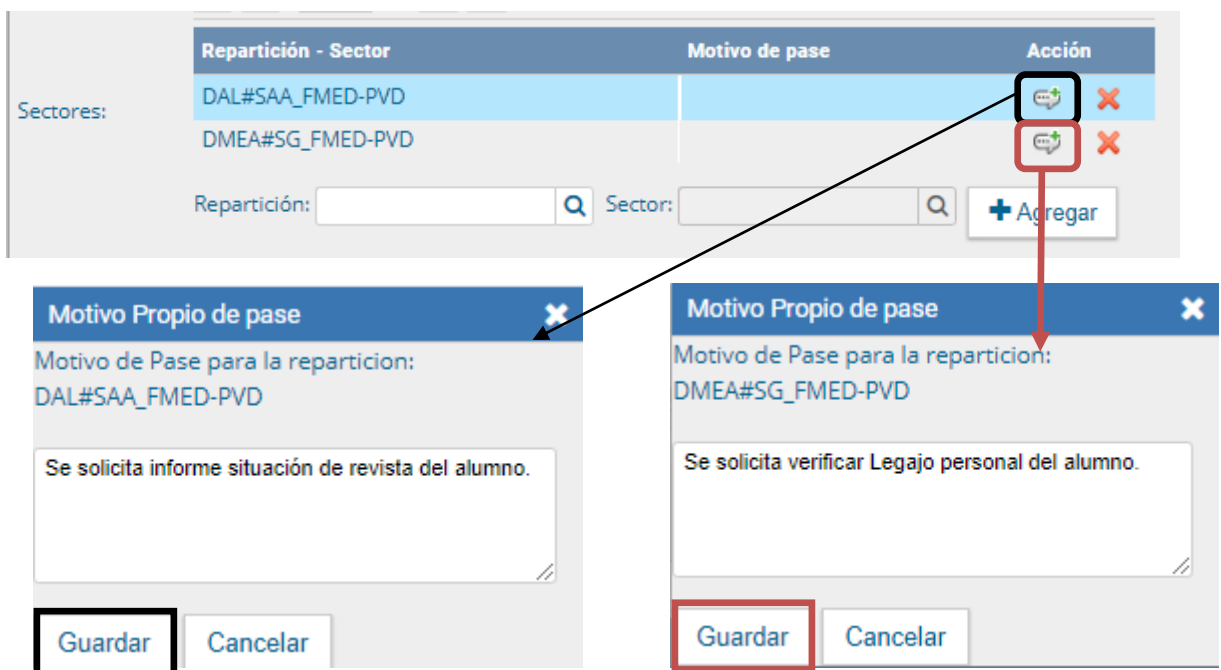 Repartición - Sector Motivo de pase Acción
Sectores:
DAL#SAA_FMED-PVD
DMEA#SG_FMED-PVD
Repartición: Sector: Agregar
Motivo Propio de pase
Motivo de Pase para la reparticion:
DAL#SAA_FMED-PVD
Se solicita informe situación de revista del alumno.
Guardar Cancelar
Motivo Propio de pase
Motivo de Pase para la reparticion:
DMEA#SG_FMED-PVD
Se solicita verificar Legajo personal del alumno.
Guardar Cancelar